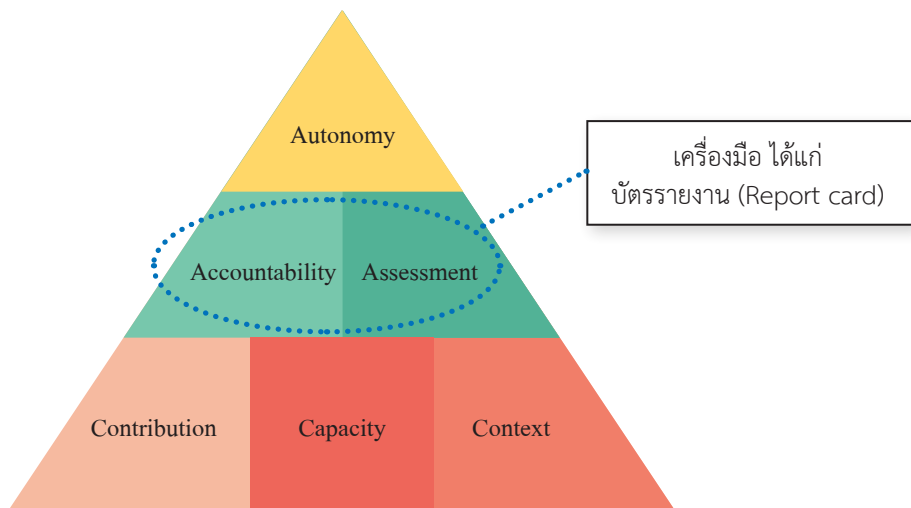 Autonomy
เครื่องมือ ได้แก่
บัตรรายงาน (Report card)
Accountability
Assessment
Contribution
Capacity
Context